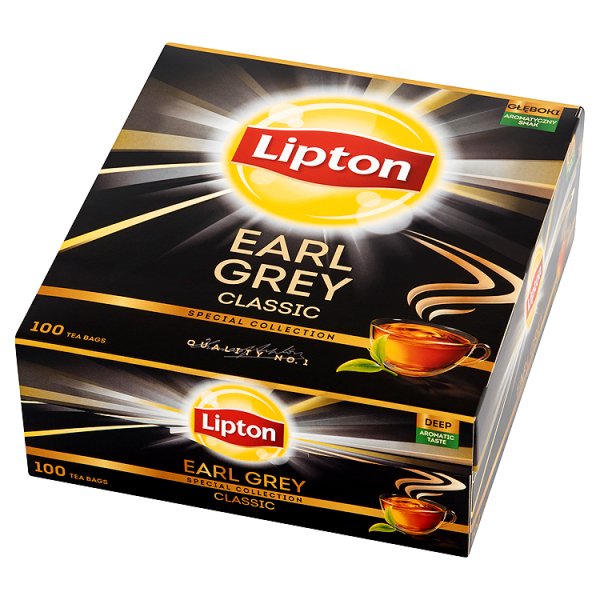 GŁĘBOKI
AROMATYCZNY
SMAK
Lipton
EARL
GREY
CLASSIC
SPECIAL COLLECTION
QUALITY NO.1
100 TEA BAGS
Lipton
DEEP
AROMATIC
TASTE
EARL GREY
SPECIAL COLLECTION
CLASSIC
100 TEA BAGS